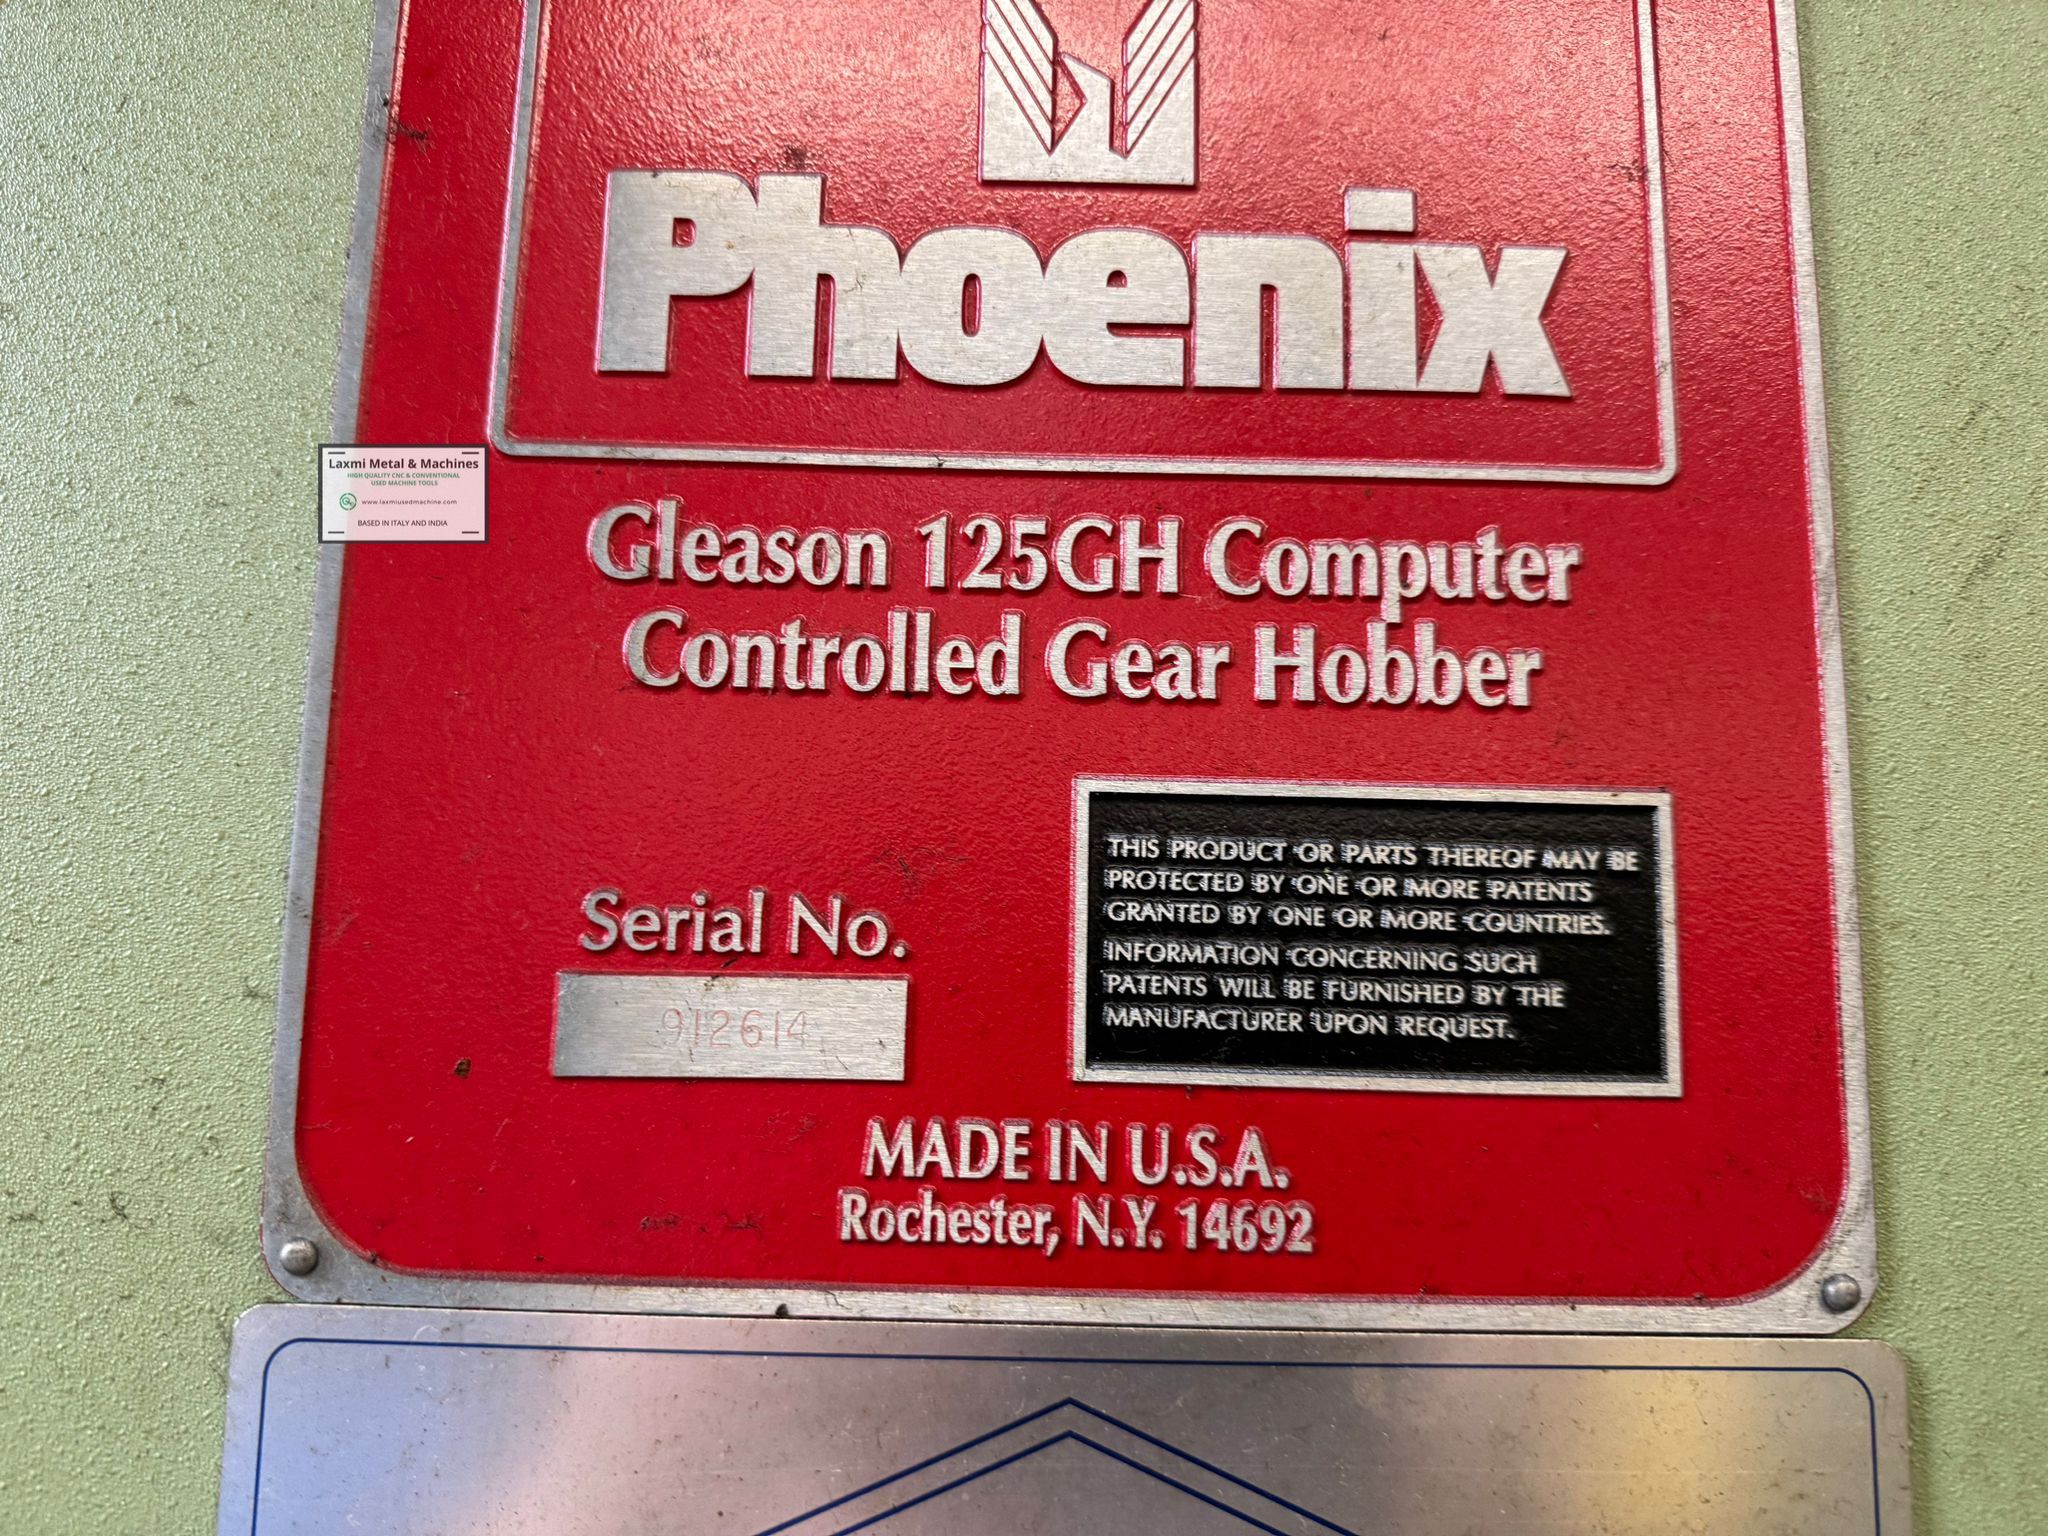 Phoenix
Laxmi Metal & Machines
HIGH QUALITY CNC & CONVENTIONAL
USED MACHINE TOOLS
www.laxmiusedmachine.com
BASED IN ITALY AND INDIA
Gleason 125GH Computer
Controlled Gear Hobber
Serial No.
912614
THIS PRODUCT OR PARTS THEREOF MAY BE
PROTECTED BY ONE OR MORE PATENTS
GRANTED BY ONE OR MORE COUNTRIES.
INFORMATION CONCERNING SUCH
PATENTS WILL BE FURNISHED BY THE
MANUFACTURER UPON REQUEST.
MADE IN U.S.A.
Rochester, N.Y. 14692